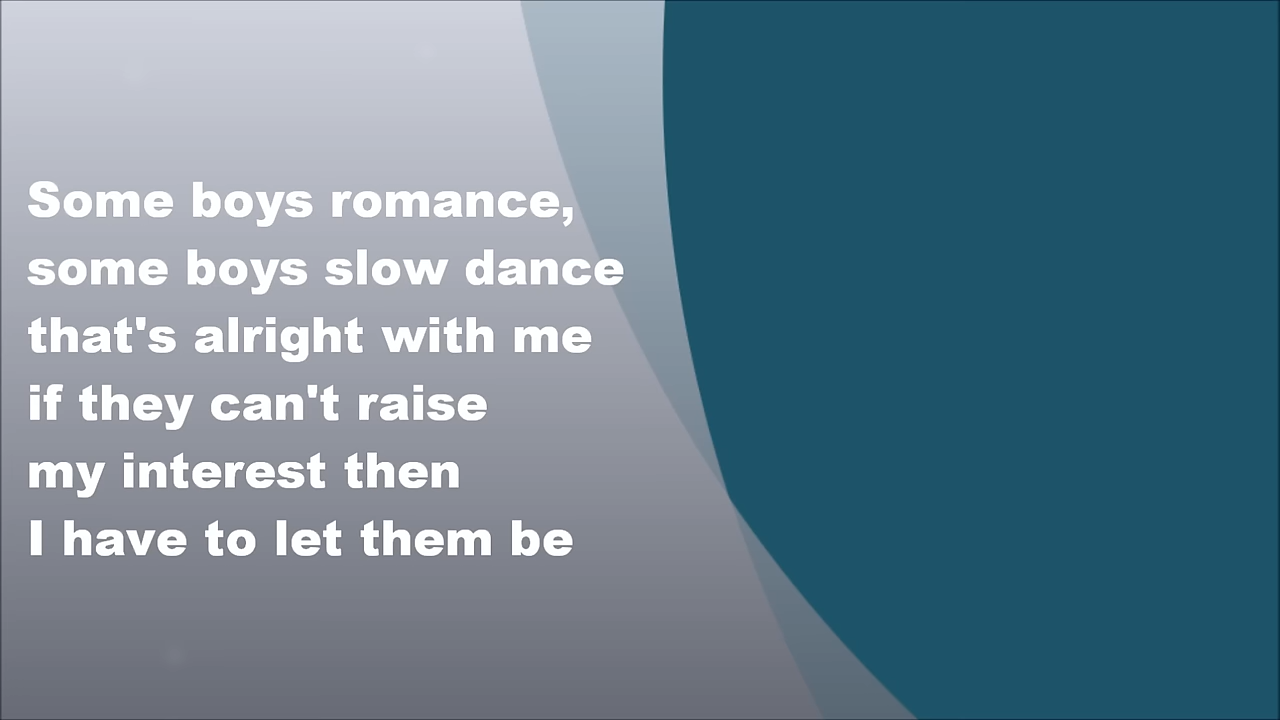 Some boys romance,
some boys slow dance
that's alright with me
if they can't raise
my interest then
I have to let them be